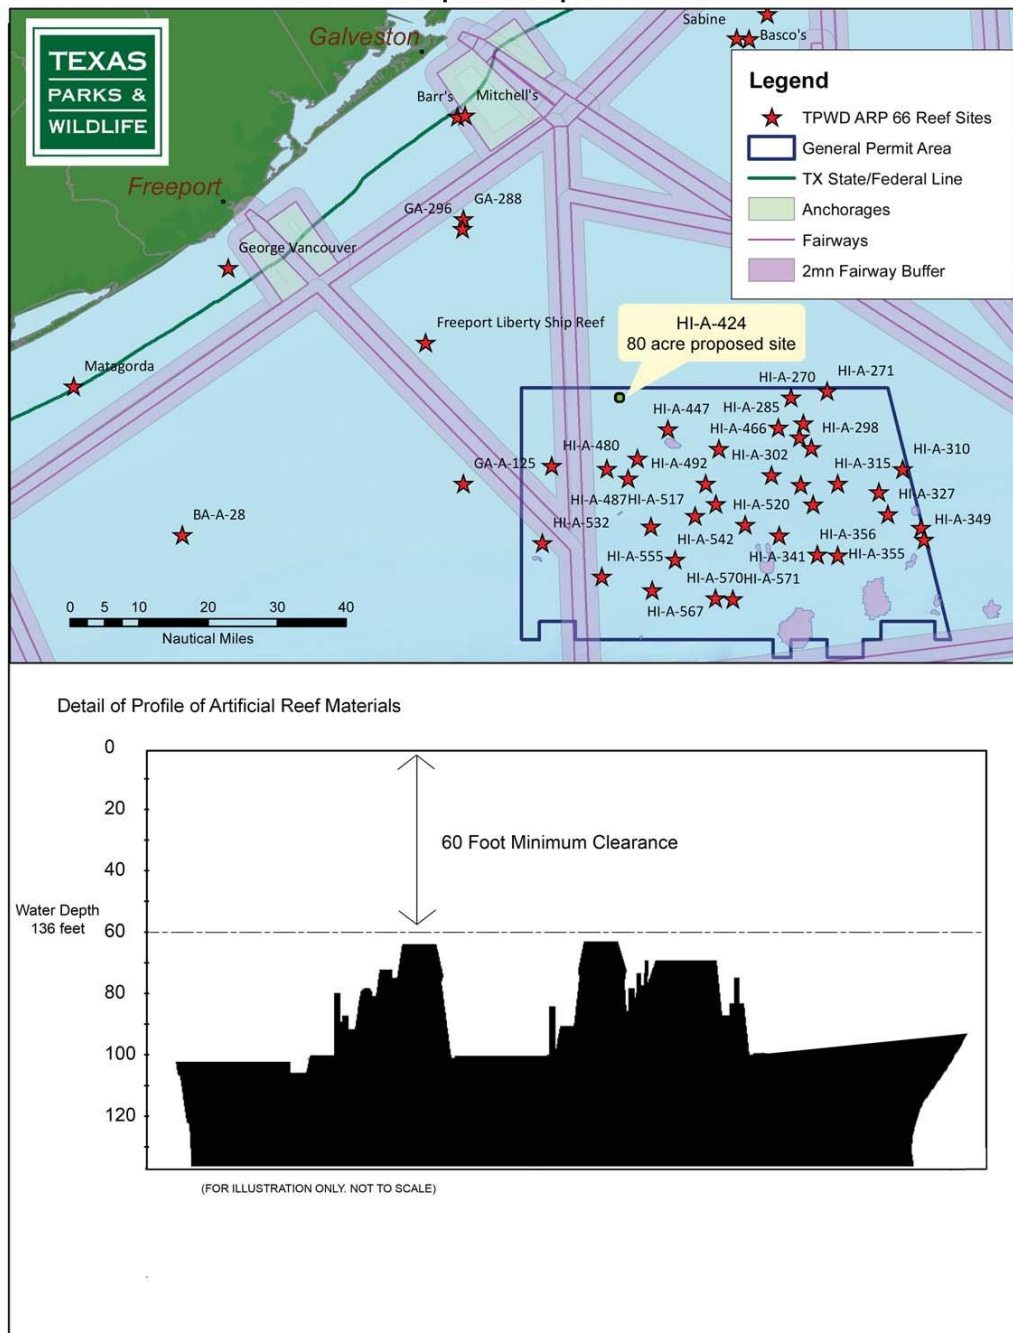 Galveston
Sabine
Basco's
TEXAS
PARKS &
WILDLIFE
Barr's
Mitchell's
Legend
TPWD ARP 66 Reef Sites
General Permit Area
TX State/Federal Line
Anchorages
Fairways
2mn Fairway Buffer
Freeport
GA-296
GA-288
George Vancouver
Freeport Liberty Ship Reef
HI-A-424
80 acre proposed site
Matagorda
HI-A-270
HI-A-271
HI-A-447
HI-A-285
HI-A-466
HI-A-298
HI-A-480
HI-A-302
HI-A-310
GA-A-125
HI-A-492
HI-A-315
HI-A-487
HI-A-517
HI-A-327
BA-A-28
HI-A-532
HI-A-520
HI-A-349
HI-A-542
HI-A-356
HI-A-555
HI-A-341
HI-A-355
HI-A-570
HI-A-571
HI-A-567
0 5 10 20 30 40
Nautical Miles
Detail of Profile of Artificial Reef Materials
0
20
60 Foot Minimum Clearance
40
Water Depth
136 feet
60
80
100
120
(FOR ILLUSTRATION ONLY. NOT TO SCALE)